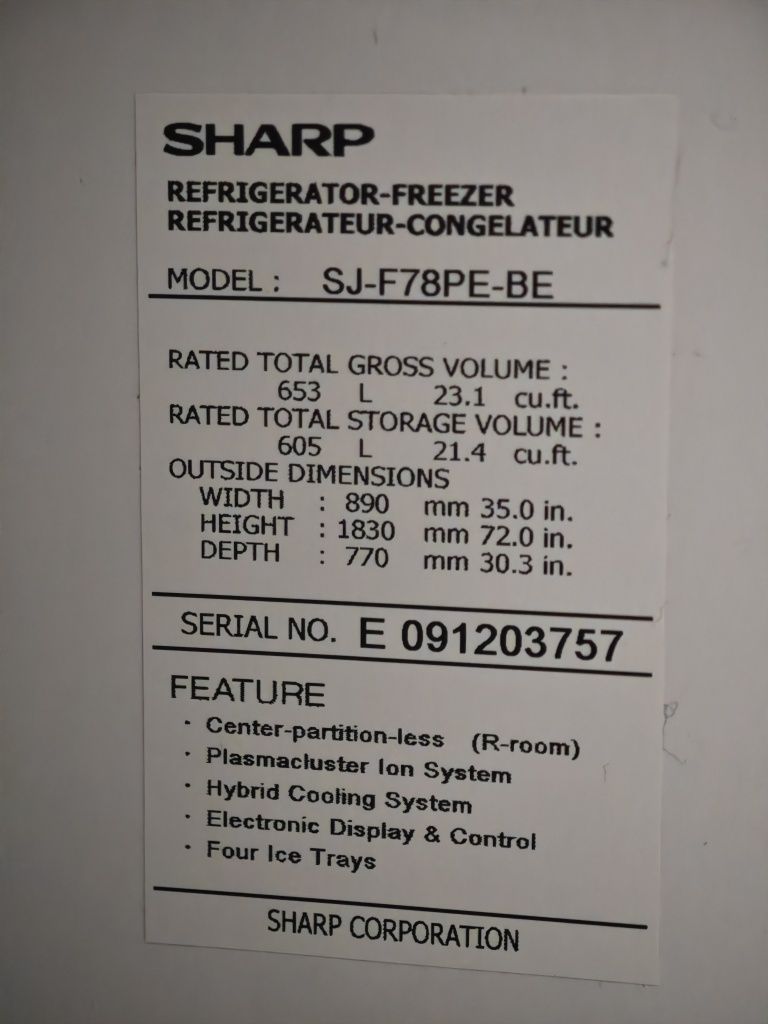 SHARP
REFRIGERATOR-FREEZER
REFRIGERATEUR-CONGELATEUR
MODEL : SJ-F78PE-BE
RATED TOTAL GROSS VOLUME :
653 L 23.1 cu.ft.
RATED TOTAL STORAGE VOLUME :
605 L 21.4 cu.ft.
OUTSIDE DIMENSIONS
WIDTH : 890 mm 35.0 in.
HEIGHT : 1830 mm 72.0 in.
DEPTH : 770 mm 30.3 in.
SERIAL NO. E 091203757
FEATURE
· Center-partition-less (R-room)
· Plasmacluster Ion System
· Hybrid Cooling System
· Electronic Display & Control
· Four Ice Trays
SHARP CORPORATION